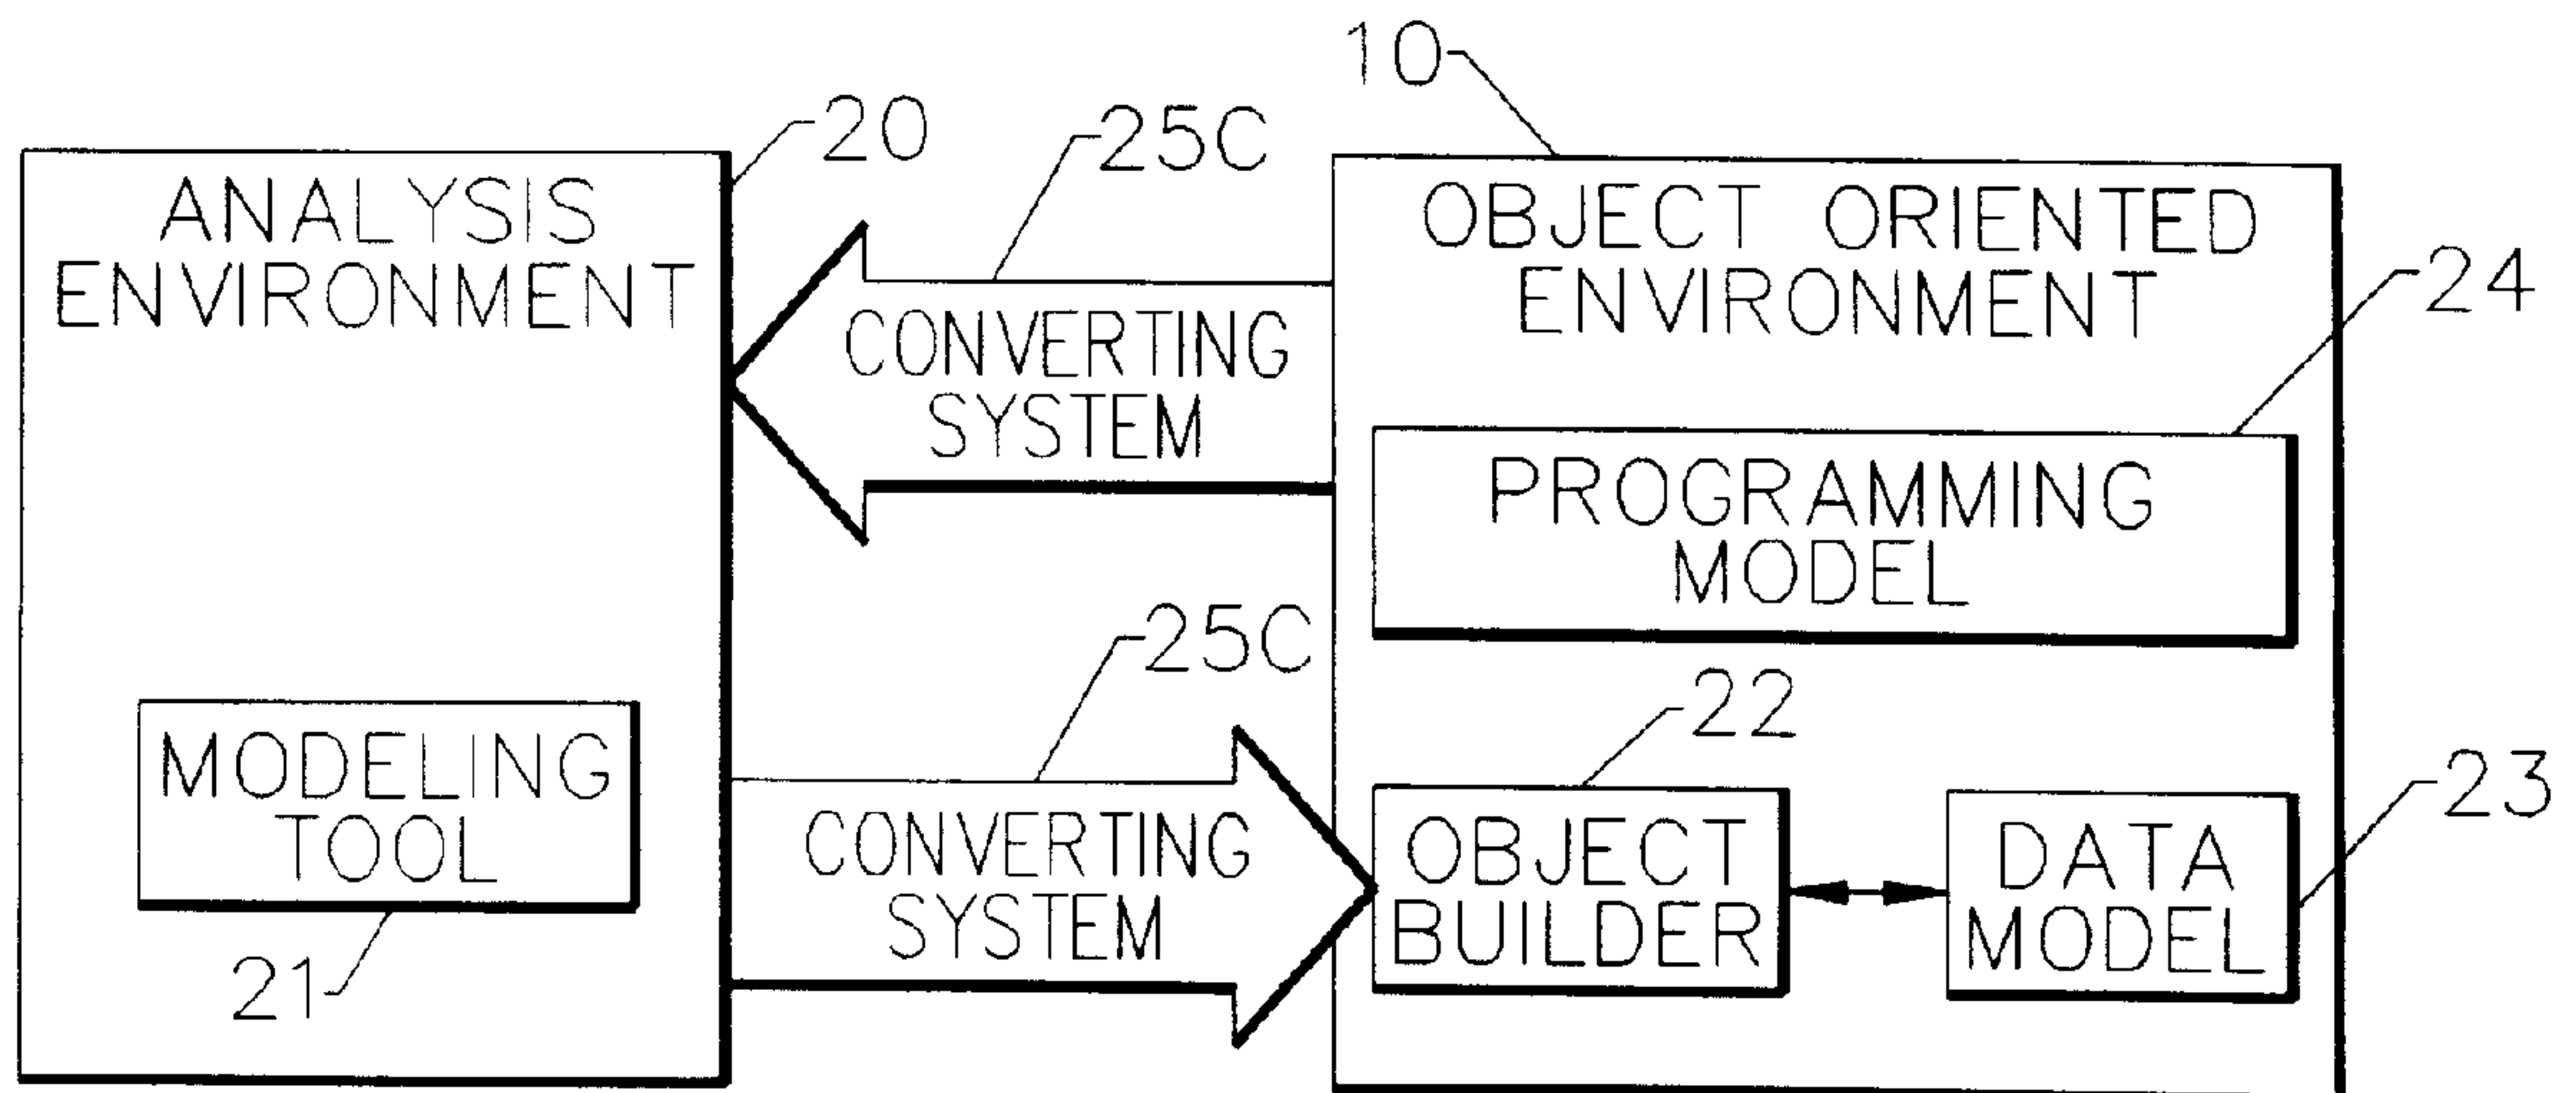 10
20
25C
ANALYSIS
ENVIRONMENT
OBJECT ORIENTED
ENVIRONMENT
24
CONVERTING
SYSTEM
PROGRAMMING
MODEL
25C
22
MODELING
TOOL
21
CONVERTING
SYSTEM
OBJECT
BUILDER
DATA
MODEL
23